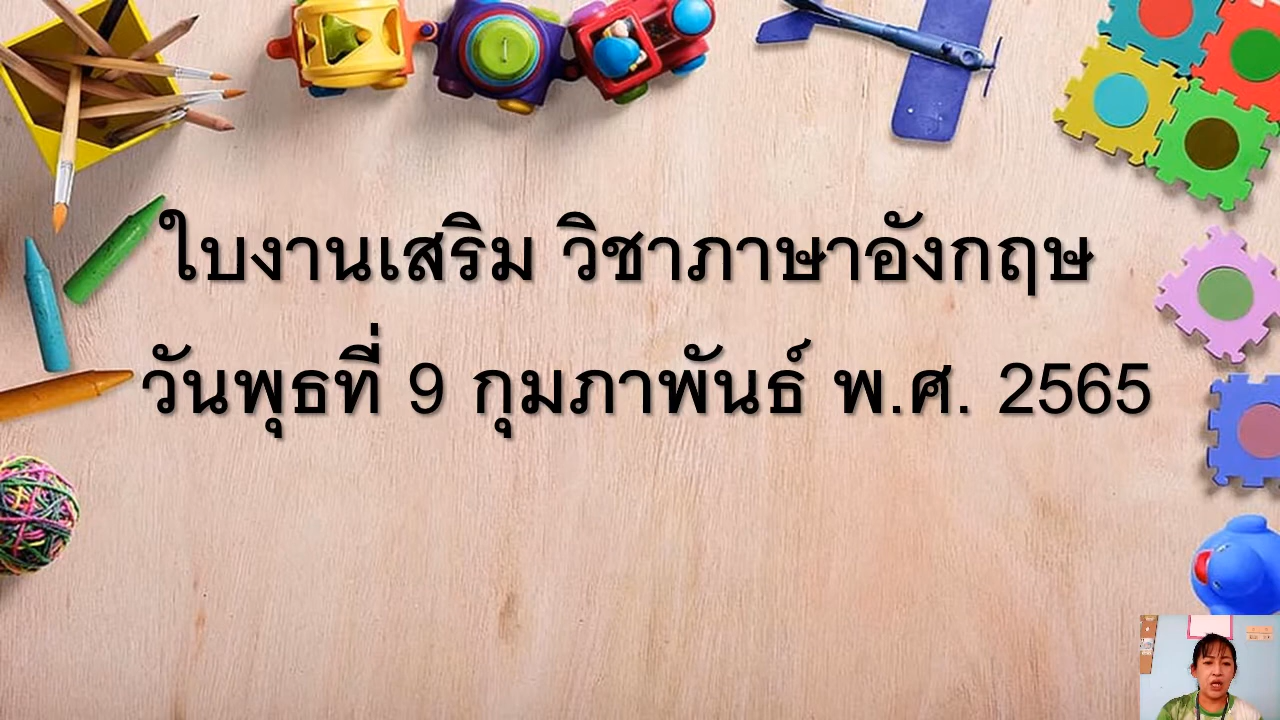 ใบงานเสริม วิชาภาษาอังกฤษ
วันพุธที่ 9 กุมภาพันธ์ พ.ศ. 2565